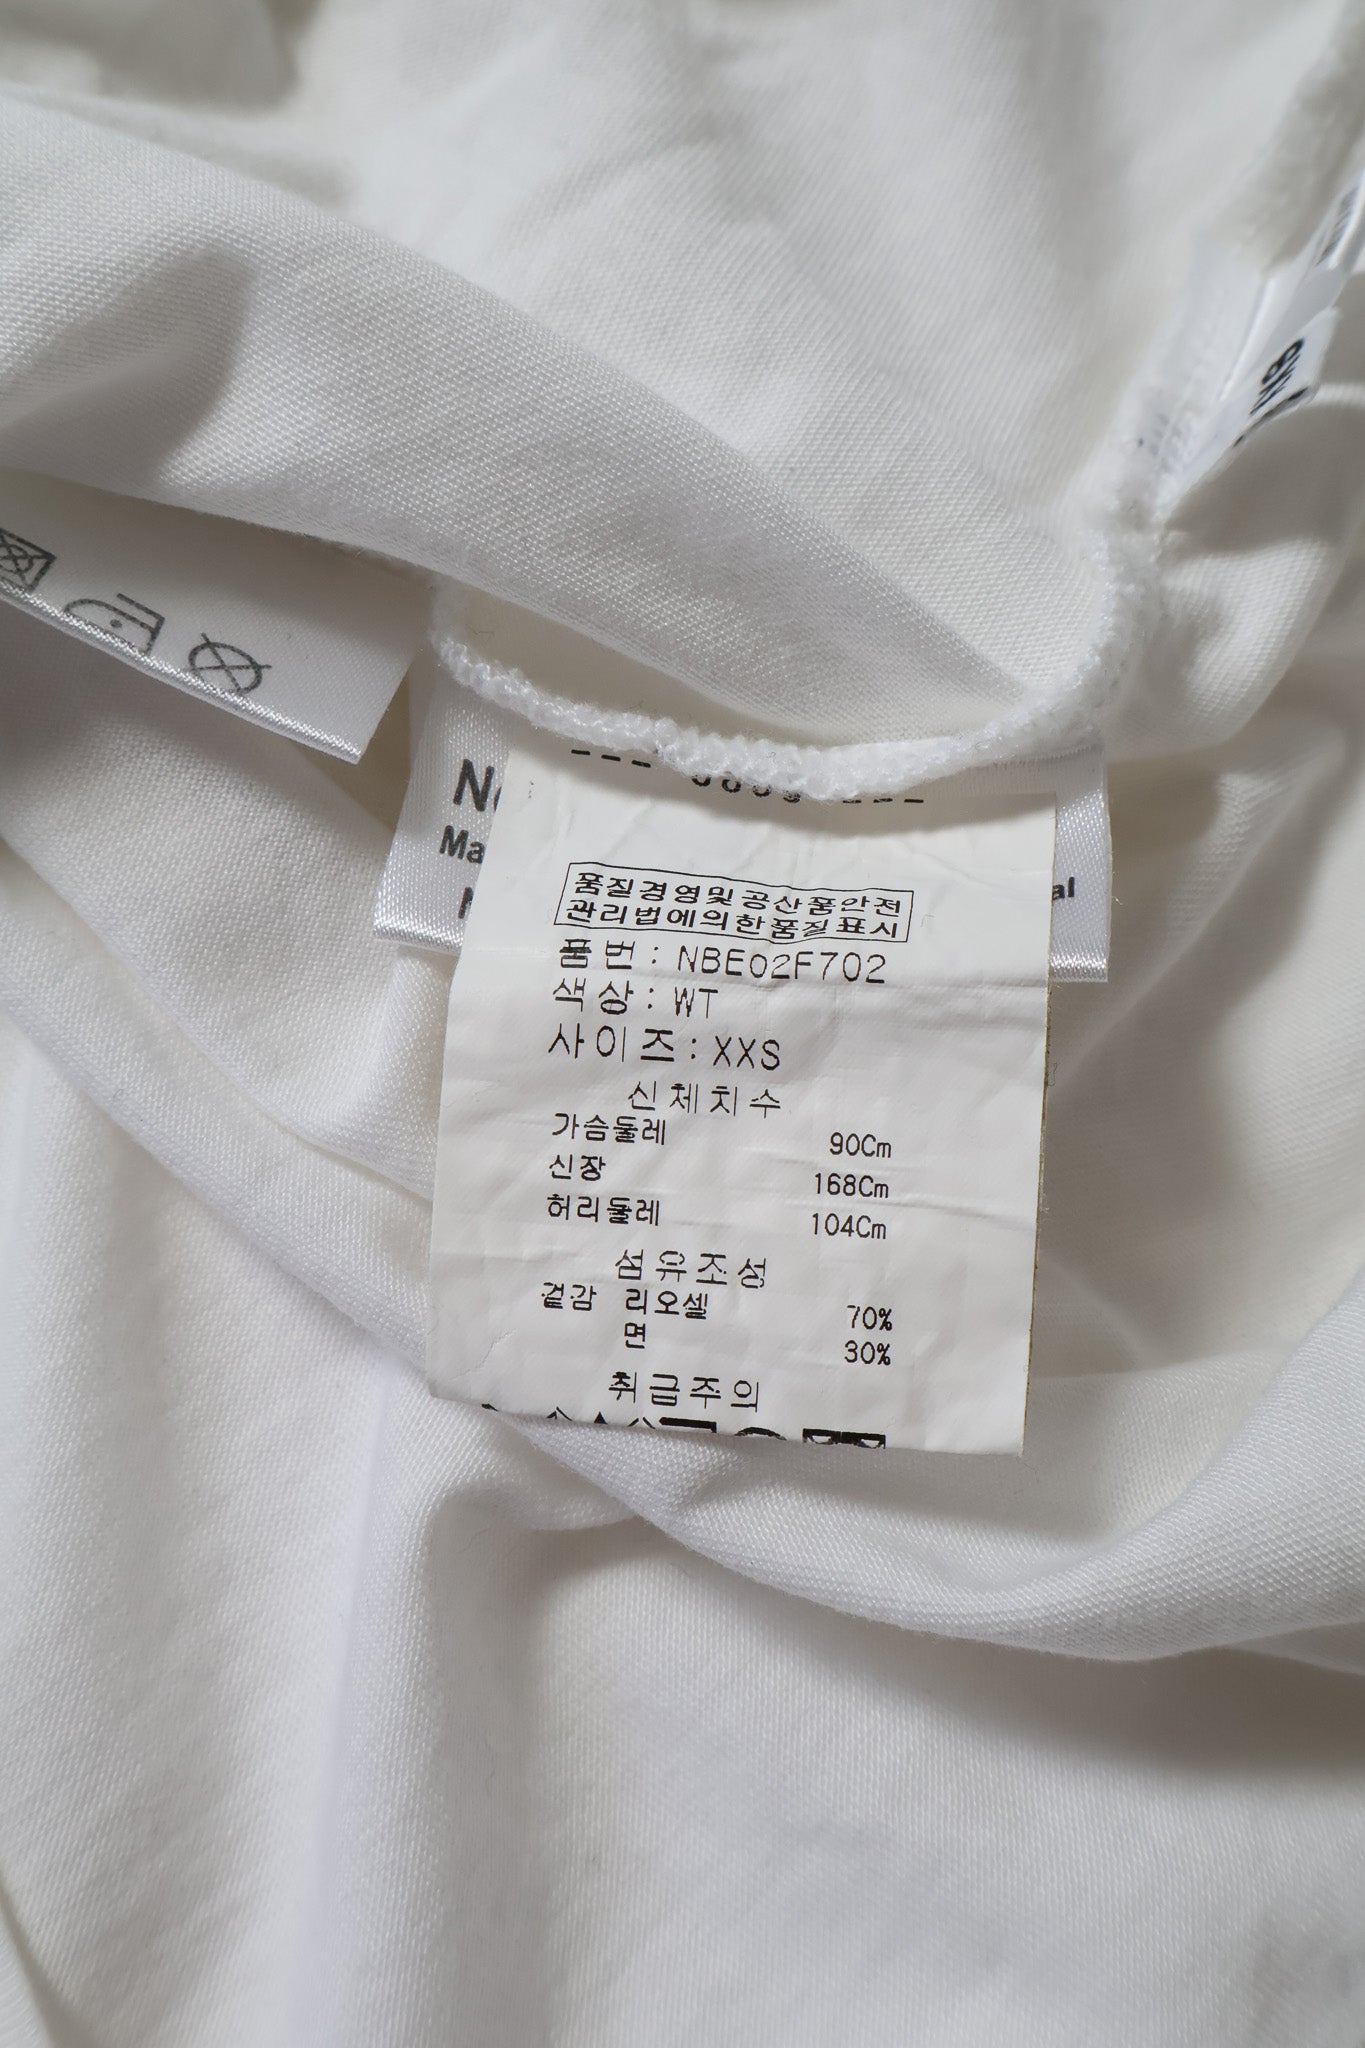 품질경영및공산품안전
관리법에의한품질표시
품번: NBE02F702
색상: WT
사이즈: XXS
신체치수
가슴둘레 90Cm
신장 168Cm
허리둘레 104Cm
섬유조성
겉감 리오셀 70%
면 30%
취급주의